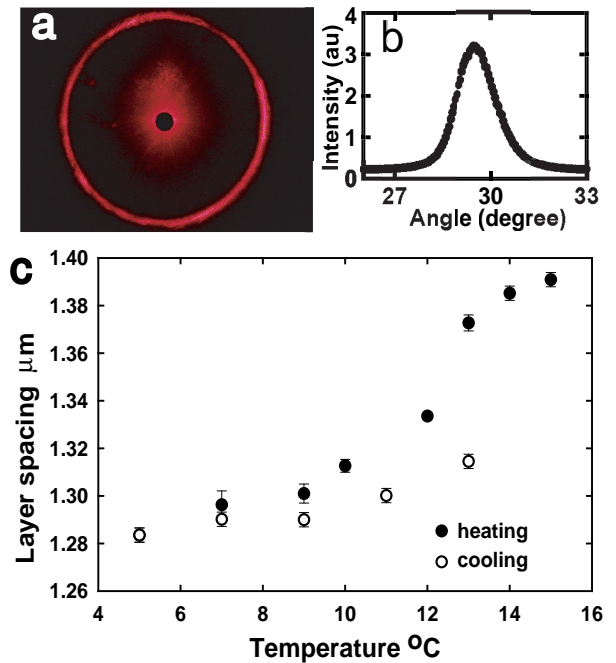 a
b
Intensity (au)
4
3
2
1
0
27
30
33
Angle (degree)
c
Layer spacing μm
1.40
1.38
1.36
1.34
1.32
1.30
1.28
1.26
heating
cooling
4
6
8
10
12
14
16
Temperature ºC